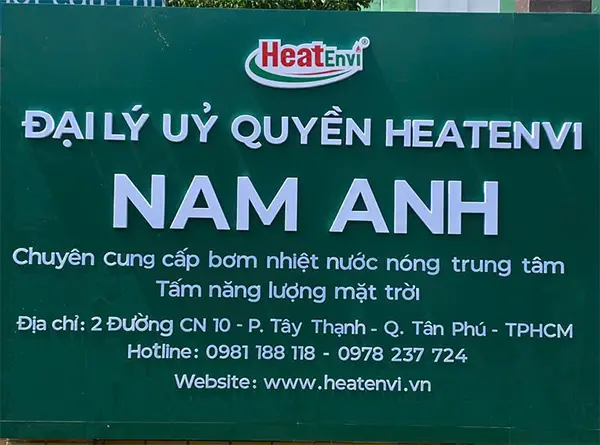 HeatEnvi®
ĐẠI LÝ UỶ QUYỀN HEATENVI
NAM ANH
Chuyên cung cấp bơm nhiệt nước nóng trung tâm
Tấm năng lượng mặt trời
Địa chỉ: 2 Đường CN 10 - P. Tây Thạnh - Q. Tân Phú - TPHCM
Hotline: 0981 188 118 - 0978 237 724
Website: www.heatenvi.vn